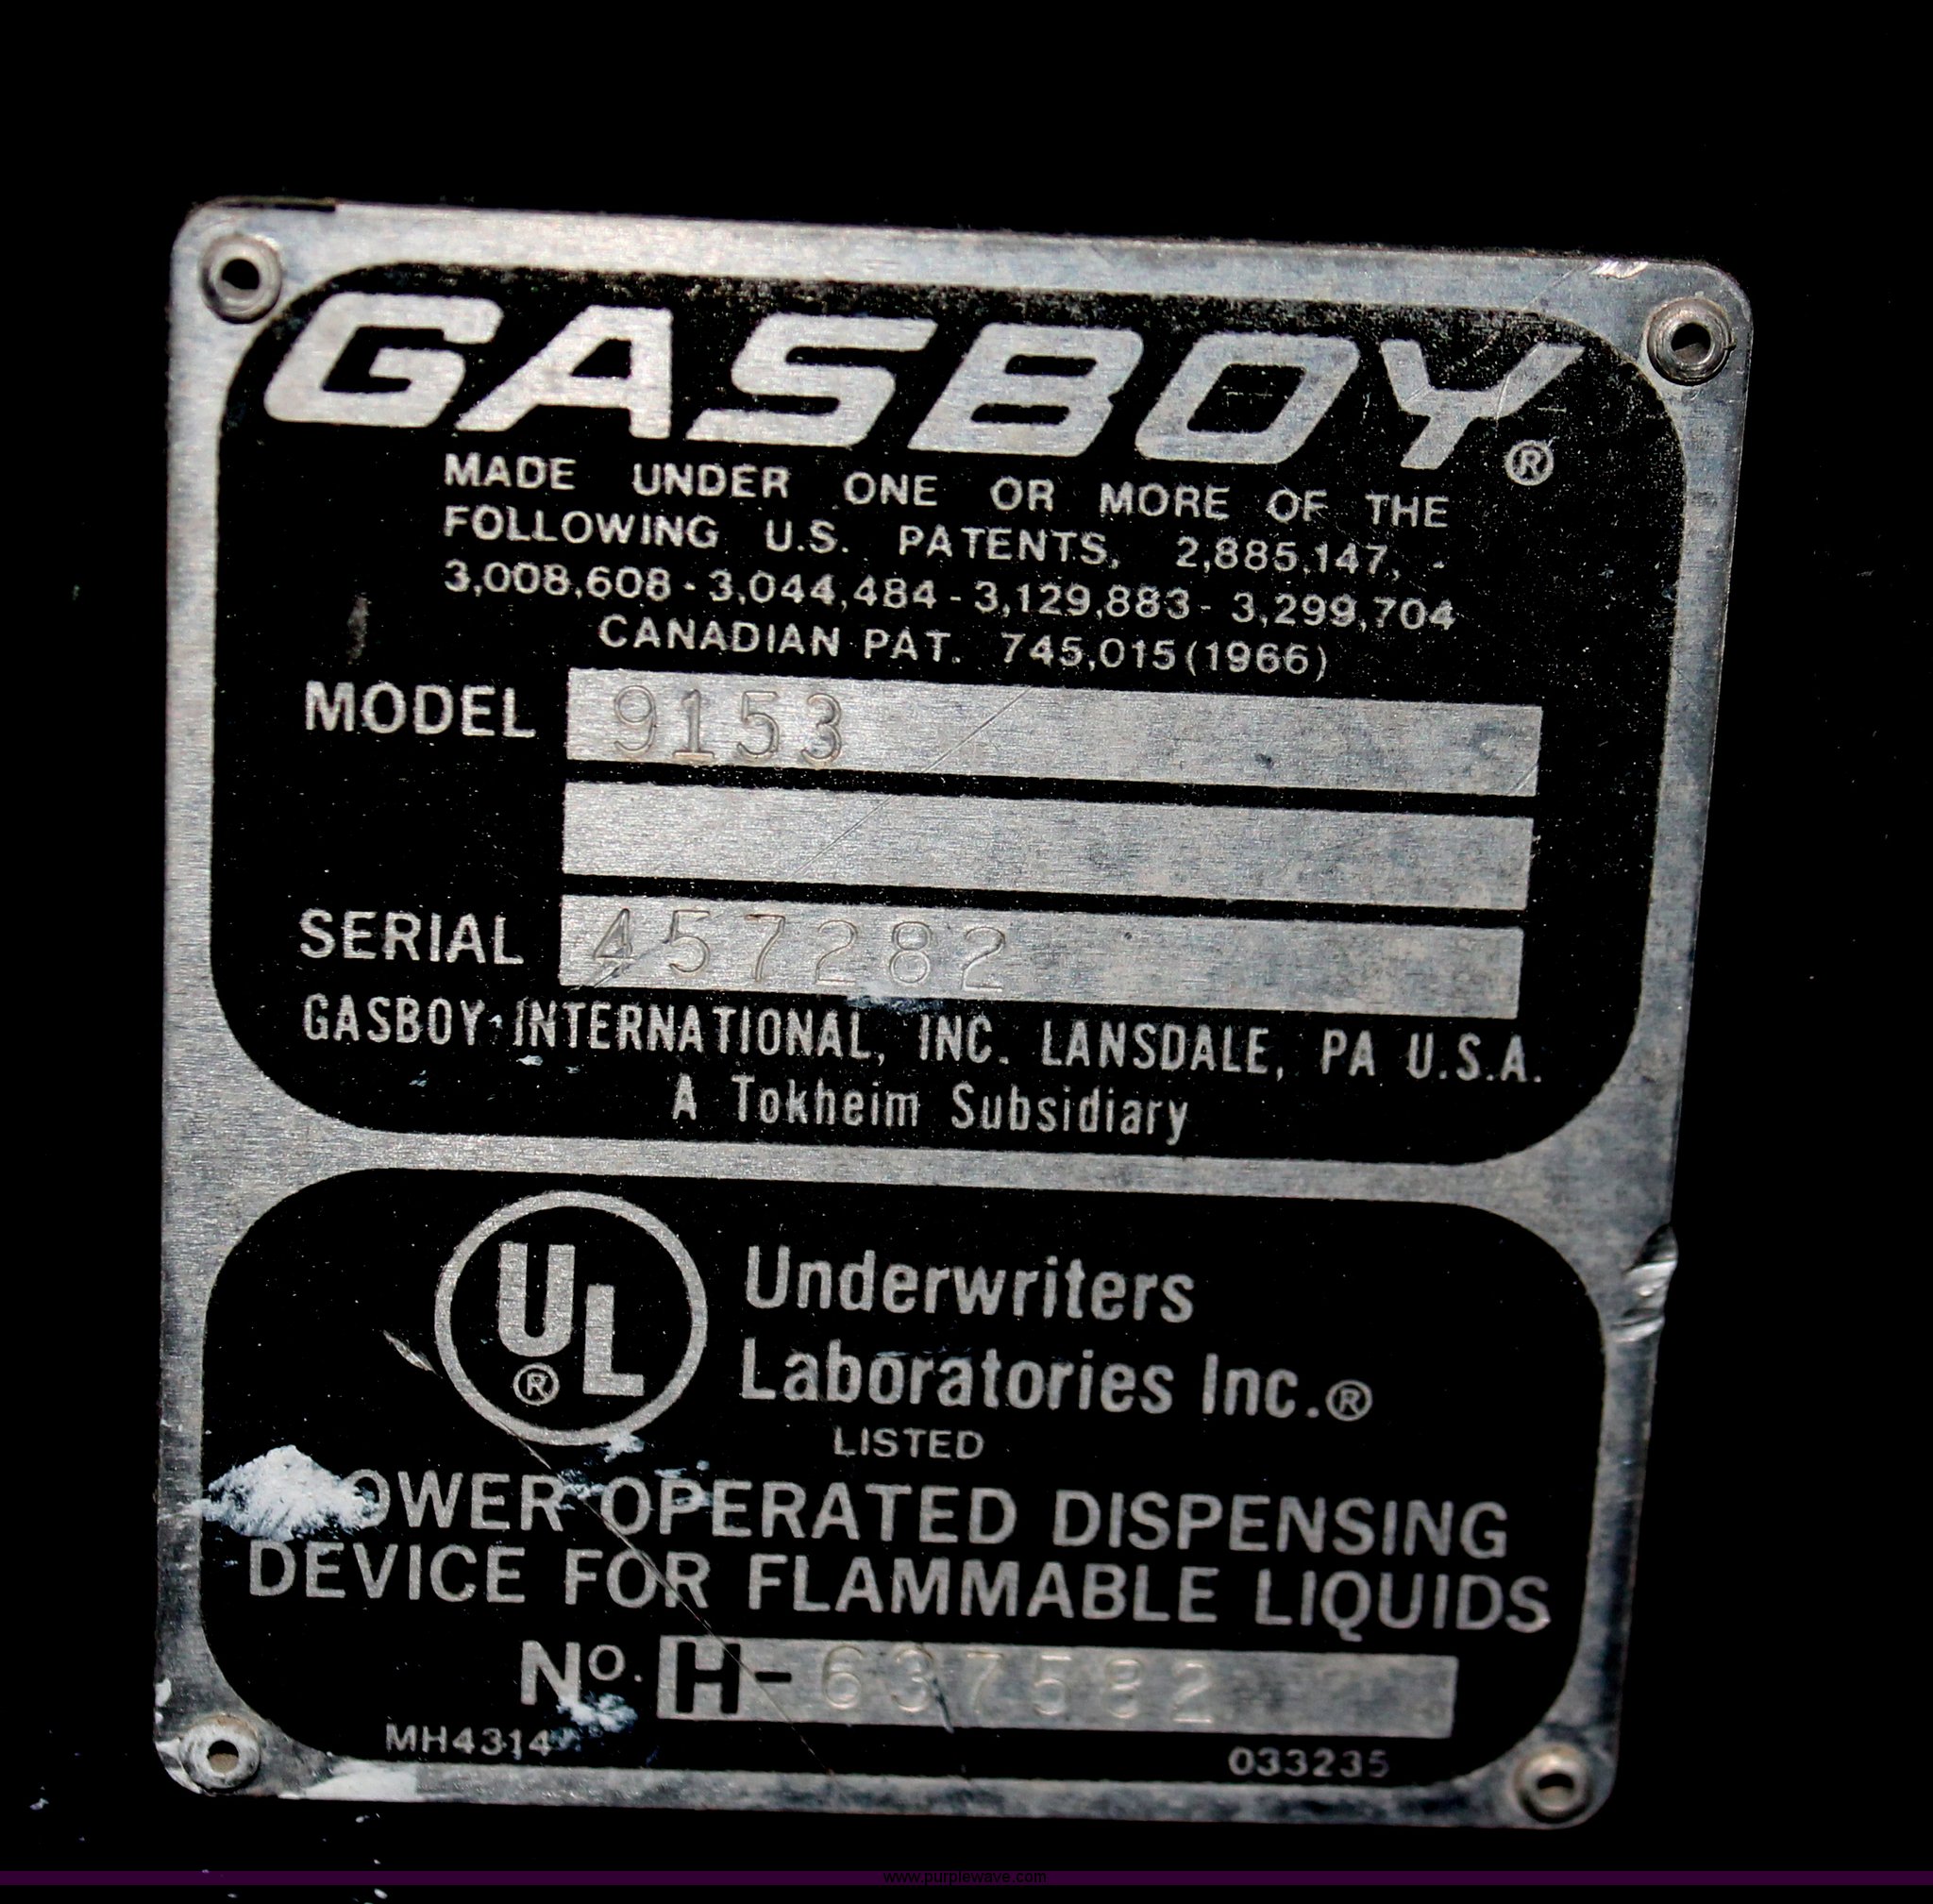 GASBOY®
MADE UNDER ONE OR MORE OF THE
FOLLOWING U.S. PATENTS, 2,885,147, -
3,008,608 - 3,044,484 - 3,129,883 - 3,299,704
CANADIAN PAT. 745,015 (1966)
MODEL 9153
SERIAL 457282
GASBOY INTERNATIONAL, INC. LANSDALE, PA U.S.A.
A Tokheim Subsidiary
UL® Underwriters
Laboratories Inc.®
LISTED
POWER OPERATED DISPENSING
DEVICE FOR FLAMMABLE LIQUIDS
No. H-637582
MH4314 033235
www.purplewave.com